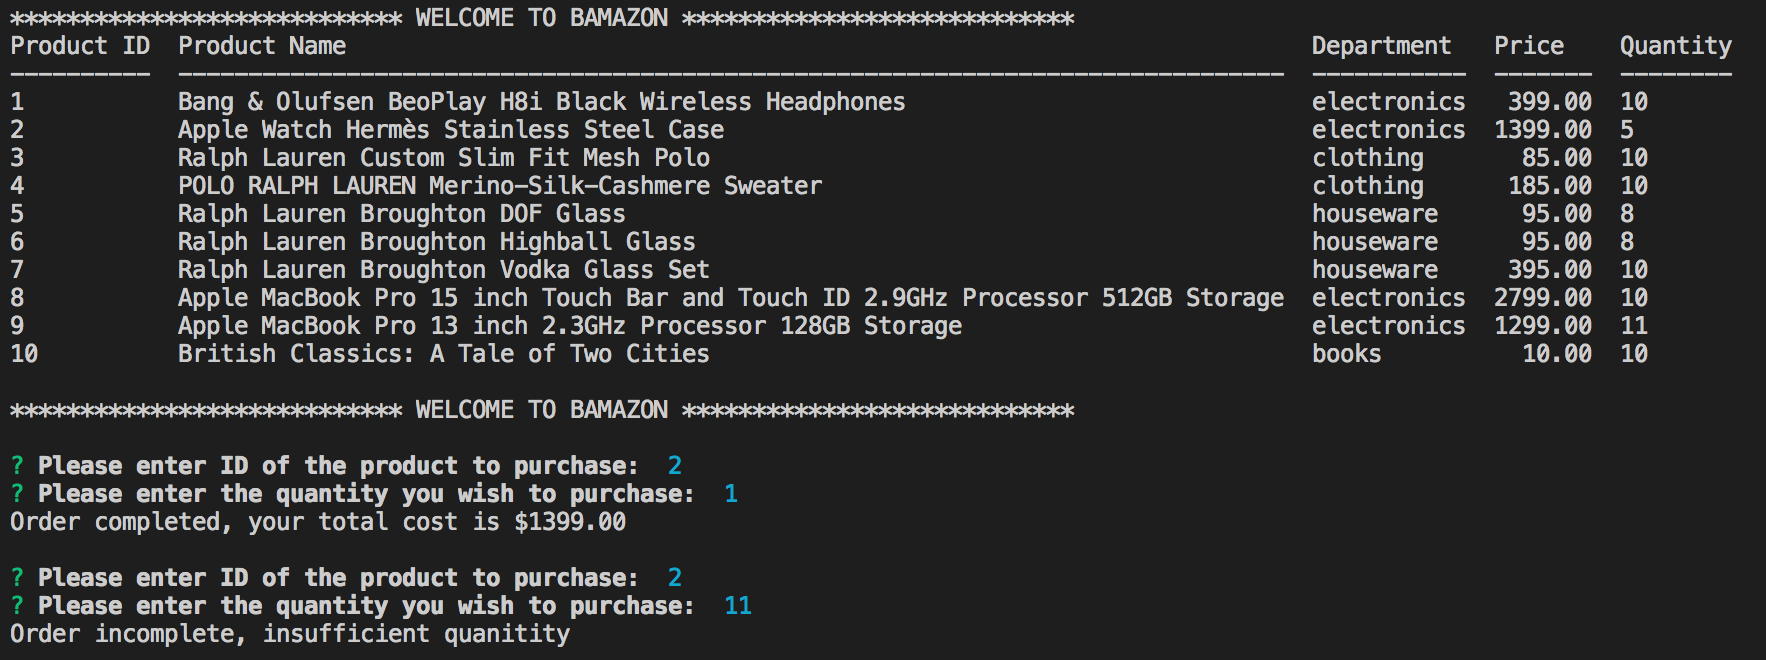 **************************** WELCOME TO BAMAZON ****************************
Product ID  Product Name                                                                     Department   Price    Quantity
----------  -------------------------------------------------------------------------------  -----------  -------  --------
1           Bang & Olufsen BeoPlay H8i Black Wireless Headphones                             electronics   399.00  10
2           Apple Watch Hermès Stainless Steel Case                                          electronics  1399.00  5
3           Ralph Lauren Custom Slim Fit Mesh Polo                                           clothing       85.00  10
4           POLO RALPH LAUREN Merino-Silk-Cashmere Sweater                                   clothing      185.00  10
5           Ralph Lauren Broughton DOF Glass                                                 houseware      95.00  8
6           Ralph Lauren Broughton Highball Glass                                            houseware      95.00  8
7           Ralph Lauren Broughton Vodka Glass Set                                           houseware     395.00  10
8           Apple MacBook Pro 15 inch Touch Bar and Touch ID 2.9GHz Processor 512GB Storage  electronics  2799.00  10
9           Apple MacBook Pro 13 inch 2.3GHz Processor 128GB Storage                         electronics  1299.00  11
10          British Classics: A Tale of Two Cities                                           books          10.00  10
**************************** WELCOME TO BAMAZON ****************************
? Please enter ID of the product to purchase:  2
? Please enter the quantity you wish to purchase:  1
Order completed, your total cost is $1399.00
? Please enter ID of the product to purchase:  2
? Please enter the quantity you wish to purchase:  11
Order incomplete, insufficient quanitity